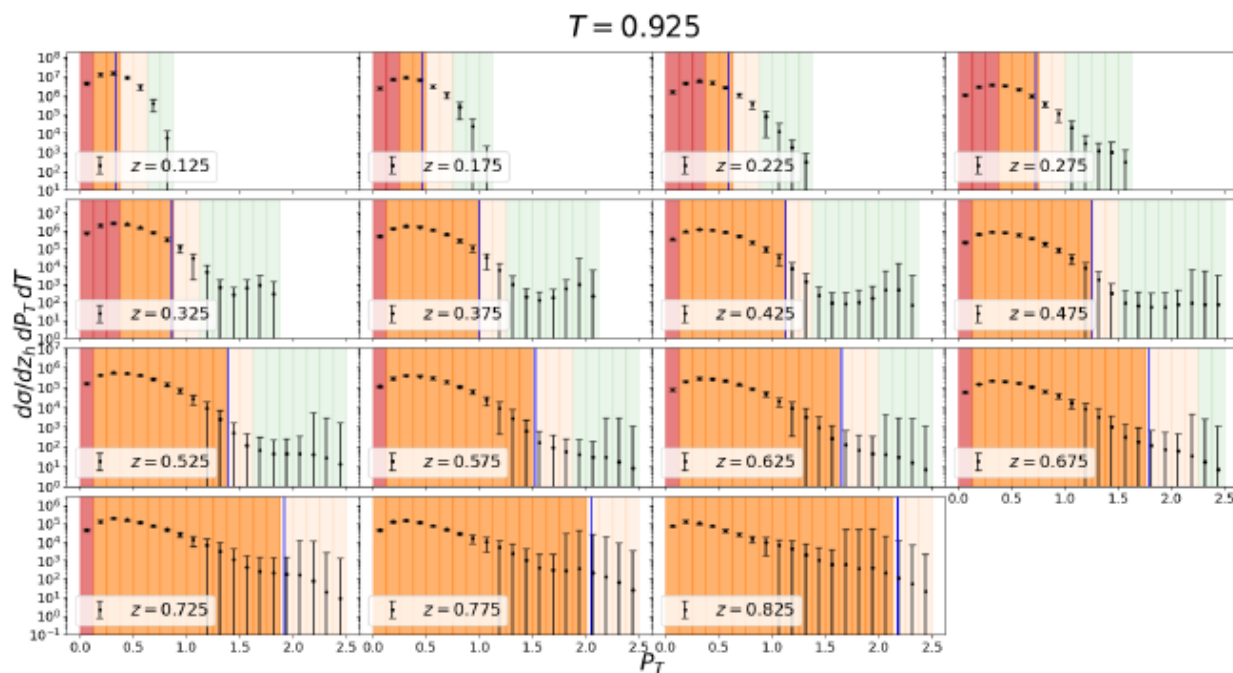 T = 0.925
10⁸
10⁷
10⁶
10⁵
10⁴
10³
10²
10¹
z = 0.125
z = 0.175
z = 0.225
z = 0.275
10⁷
10⁶
10⁵
10⁴
10³
10²
10¹
10⁰
z = 0.325
z = 0.375
z = 0.425
z = 0.475
dσ/dz_h dP_T dT
10⁷
10⁶
10⁵
10⁴
10³
10²
10¹
10⁰
z = 0.525
z = 0.575
z = 0.625
z = 0.675
0.0 0.5 1.0 1.5 2.0 2.5
10⁶
10⁵
10⁴
10³
10²
10¹
10⁰
10⁻¹
z = 0.725
z = 0.775
z = 0.825
0.0 0.5 1.0 1.5 2.0 2.5 0.0 0.5 1.0 1.5 2.0 2.5 0.0 0.5 1.0 1.5 2.0 2.5
P_T